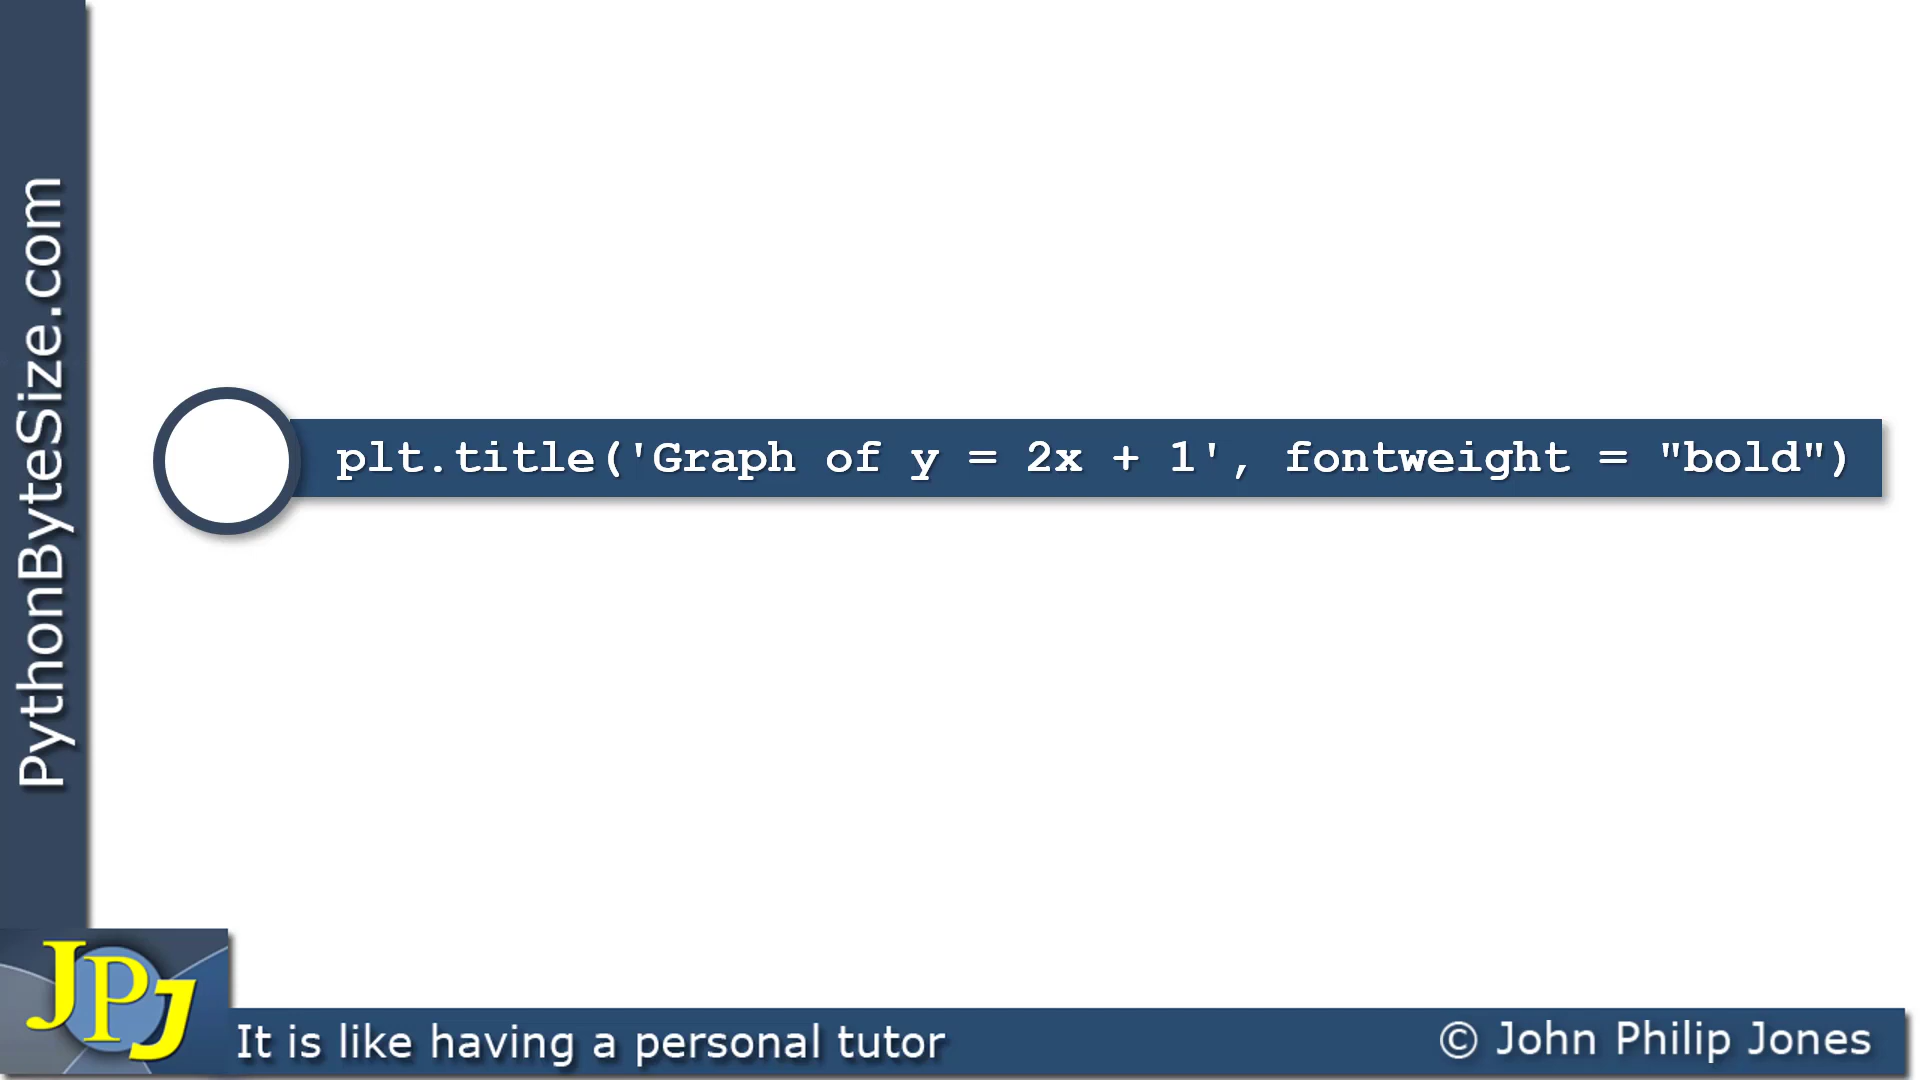 PythonByteSize.com
plt.title('Graph of y = 2x + 1', fontweight = "bold")
JPJ
It is like having a personal tutor
© John Philip Jones